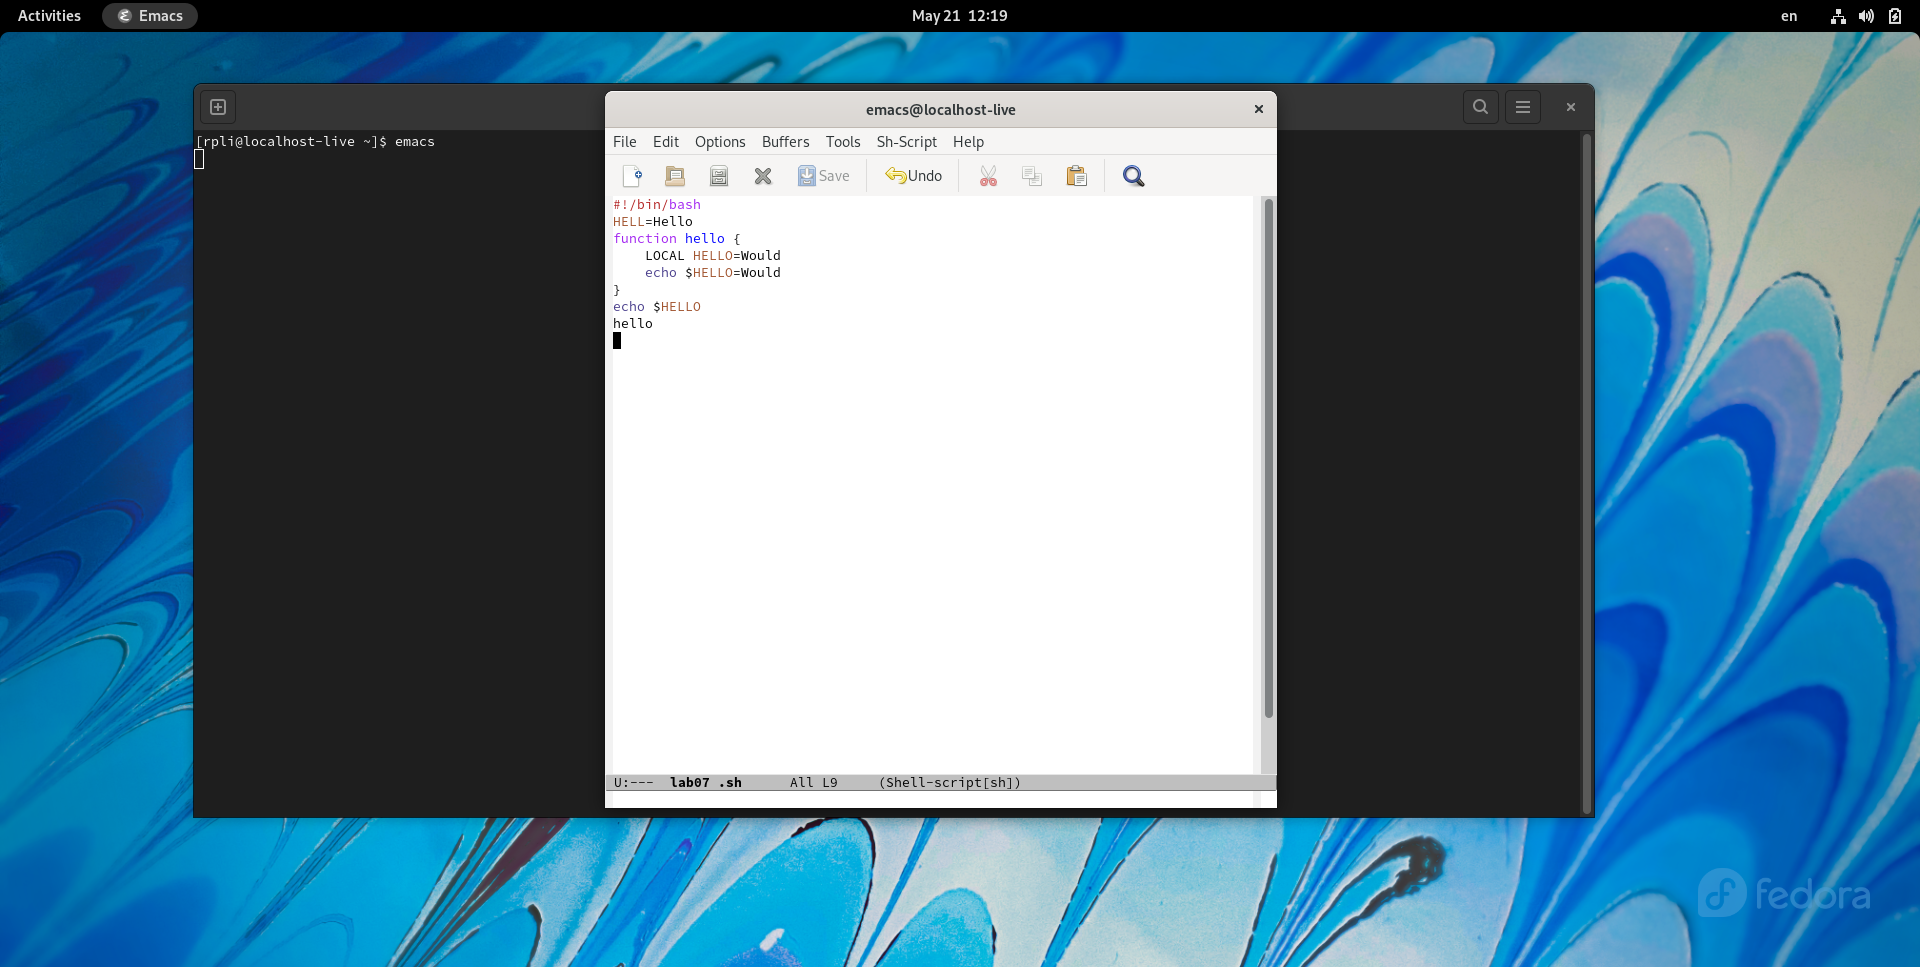 Activities Emacs May 21 12:19 en
emacs@localhost-live
[rpli@localhost-live ~]$ emacs
File Edit Options Buffers Tools Sh-Script Help
Save Undo
#!/bin/bash
HELL=Hello
function hello {
    LOCAL HELLO=Would
    echo $HELLO=Would
}
echo $HELLO
hello
U:--- lab07 .sh All L9 (Shell-script[sh])
fedora